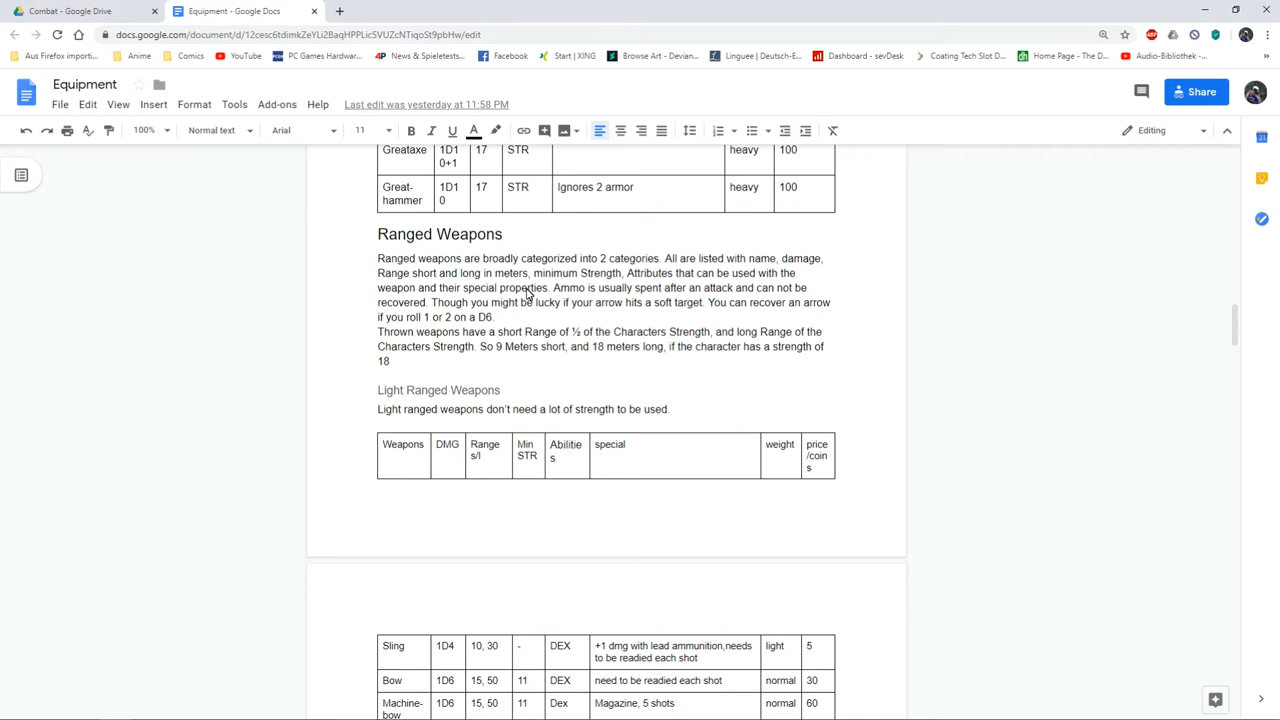 Combat - Google Drive
Equipment - Google Docs
docs.google.com/document/d/12cesc6tdimkZeYLi2BaqHPPLic5VUZcNTiqoSt9pbHw/edit
Aus Firefox importi...
Anime
Comics
YouTube
PC Games Hardwar...
News & Spieletests...
Facebook
Start | XING
Browse Art - Devian...
Linguee | Deutsch-E...
Dashboard - sevDesk
Coating Tech Slot D...
Home Page - The D...
Audio-Bibliothek -...
Equipment
File Edit View Insert Format Tools Add-ons Help
Last edit was yesterday at 11:58 PM
Share
100% Normal text Arial 11
Editing
Greataxe 1D1 17 STR heavy 100
0+1
Great- 1D1 17 STR Ignores 2 armor heavy 100
hammer 0
Ranged Weapons
Ranged weapons are broadly categorized into 2 categories. All are listed with name, damage,
Range short and long in meters, minimum Strength, Attributes that can be used with the
weapon and their special properties. Ammo is usually spent after an attack and can not be
recovered. Though you might be lucky if your arrow hits a soft target. You can recover an arrow
if you roll 1 or 2 on a D6.
Thrown weapons have a short Range of ½ of the Characters Strength, and long Range of the
Characters Strength. So 9 Meters short, and 18 meters long, if the character has a strength of
18
Light Ranged Weapons
Light ranged weapons don't need a lot of strength to be used.
Weapons DMG Range Min Abilitie special weight price
s/l STR s /coin
s
Sling 1D4 10, 30 - DEX +1 dmg with lead ammunition,needs light 5
to be readied each shot
Bow 1D6 15, 50 11 DEX need to be readied each shot normal 30
Machine- 1D6 15, 50 11 Dex Magazine, 5 shots normal 60
bow